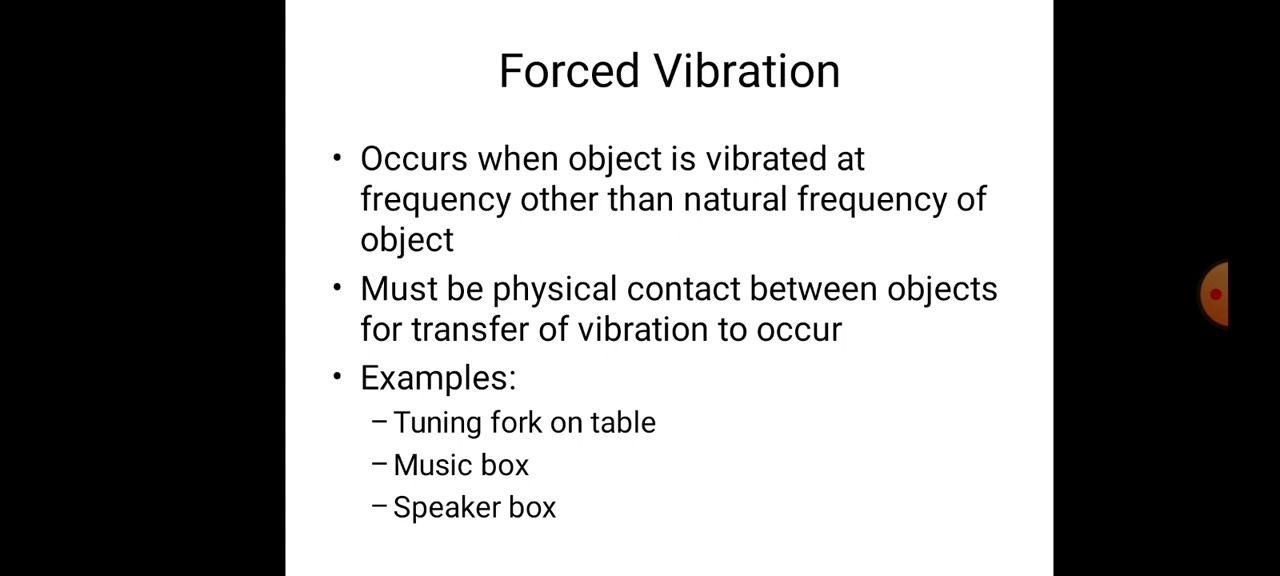 Forced Vibration
• Occurs when object is vibrated at
frequency other than natural frequency of
object
• Must be physical contact between objects
for transfer of vibration to occur
• Examples:
– Tuning fork on table
– Music box
– Speaker box